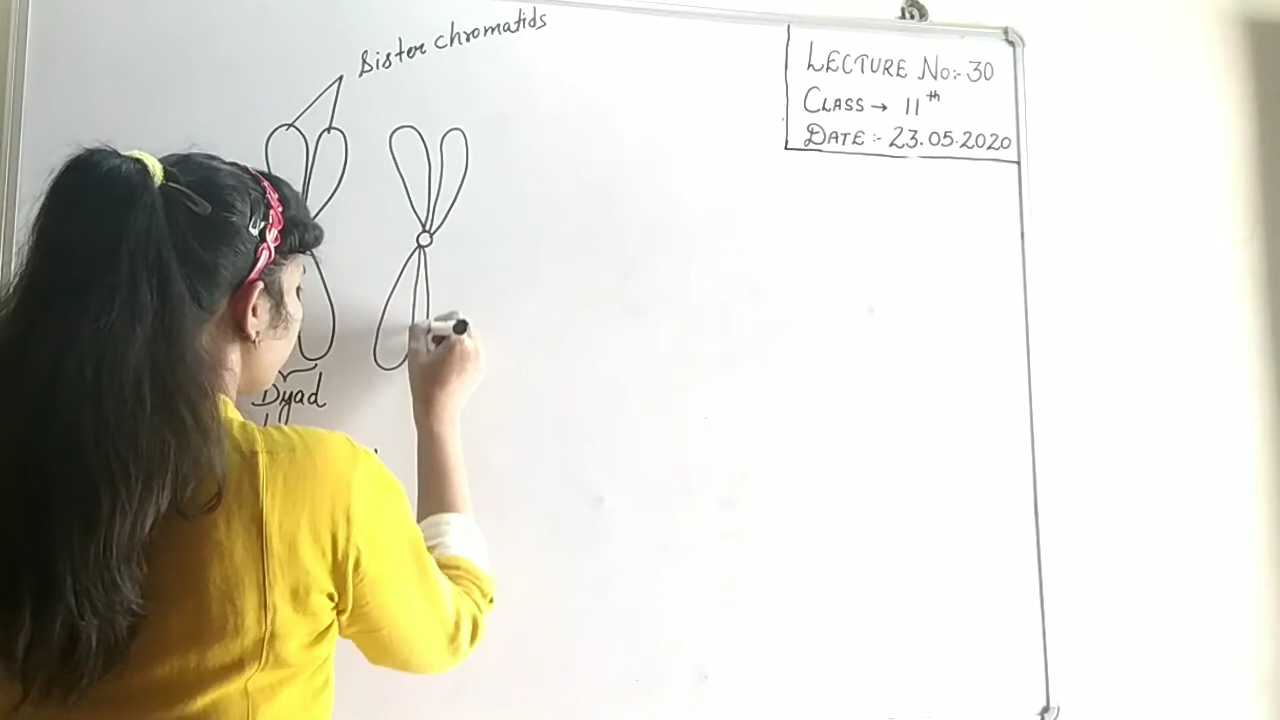 Sister chromatids
LECTURE No:- 30
CLASS → 11th
DATE :- 23.05.2020
Dyad